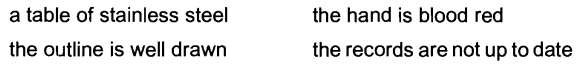 a table of stainless steel
the outline is well drawn
the hand is blood red
the records are not up to date